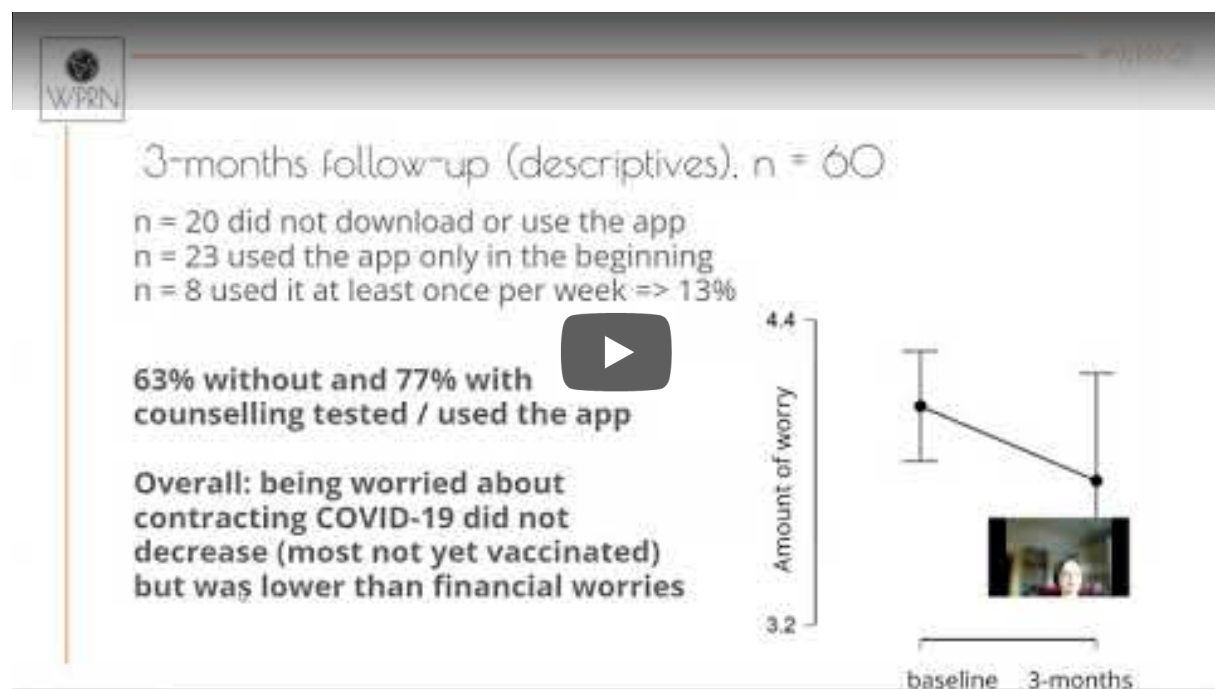 WPRN
3-months follow-up (descriptives), n = 60
n = 20 did not download or use the app
n = 23 used the app only in the beginning
n = 8 used it at least once per week => 13%
63% without and 77% with
counselling tested / used the app
Overall: being worried about
contracting COVID-19 did not
decrease (most not yet vaccinated)
but was lower than financial worries
4.4
Amount of worry
3.2
baseline 3-months